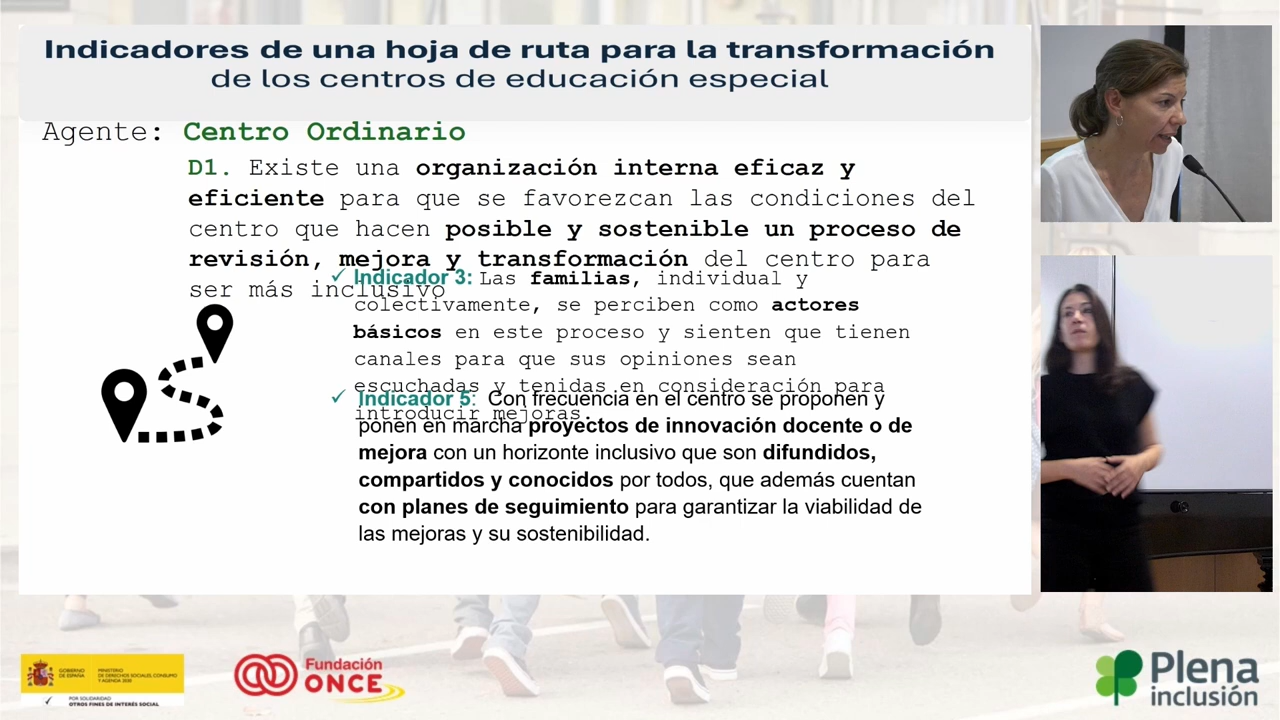 Indicadores de una hoja de ruta para la transformación
de los centros de educación especial
Agente: Centro Ordinario
D1. Existe una organización interna eficaz y
eficiente para que se favorezcan las condiciones del
centro que hacen posible y sostenible un proceso de
revisión, mejora y transformación del centro para
ser más inclusivo
✓ Indicador 3: Las familias, individual y
colectivamente, se perciben como actores
básicos en este proceso y sienten que tienen
canales para que sus opiniones sean
escuchadas y tenidas en consideración para
introducir mejoras.
✓ Indicador 5: Con frecuencia en el centro se proponen y
ponen en marcha proyectos de innovación docente o de
mejora con un horizonte inclusivo que son difundidos,
compartidos y conocidos por todos, que además cuentan
con planes de seguimiento para garantizar la viabilidad de
las mejoras y su sostenibilidad.
GOBIERNO
DE ESPAÑA
MINISTERIO
DE DERECHOS SOCIALES, CONSUMO
Y AGENDA 2030
POR SOLIDARIDAD
OTROS FINES DE INTERÉS SOCIAL
Fundación
ONCE
Plena
inclusión